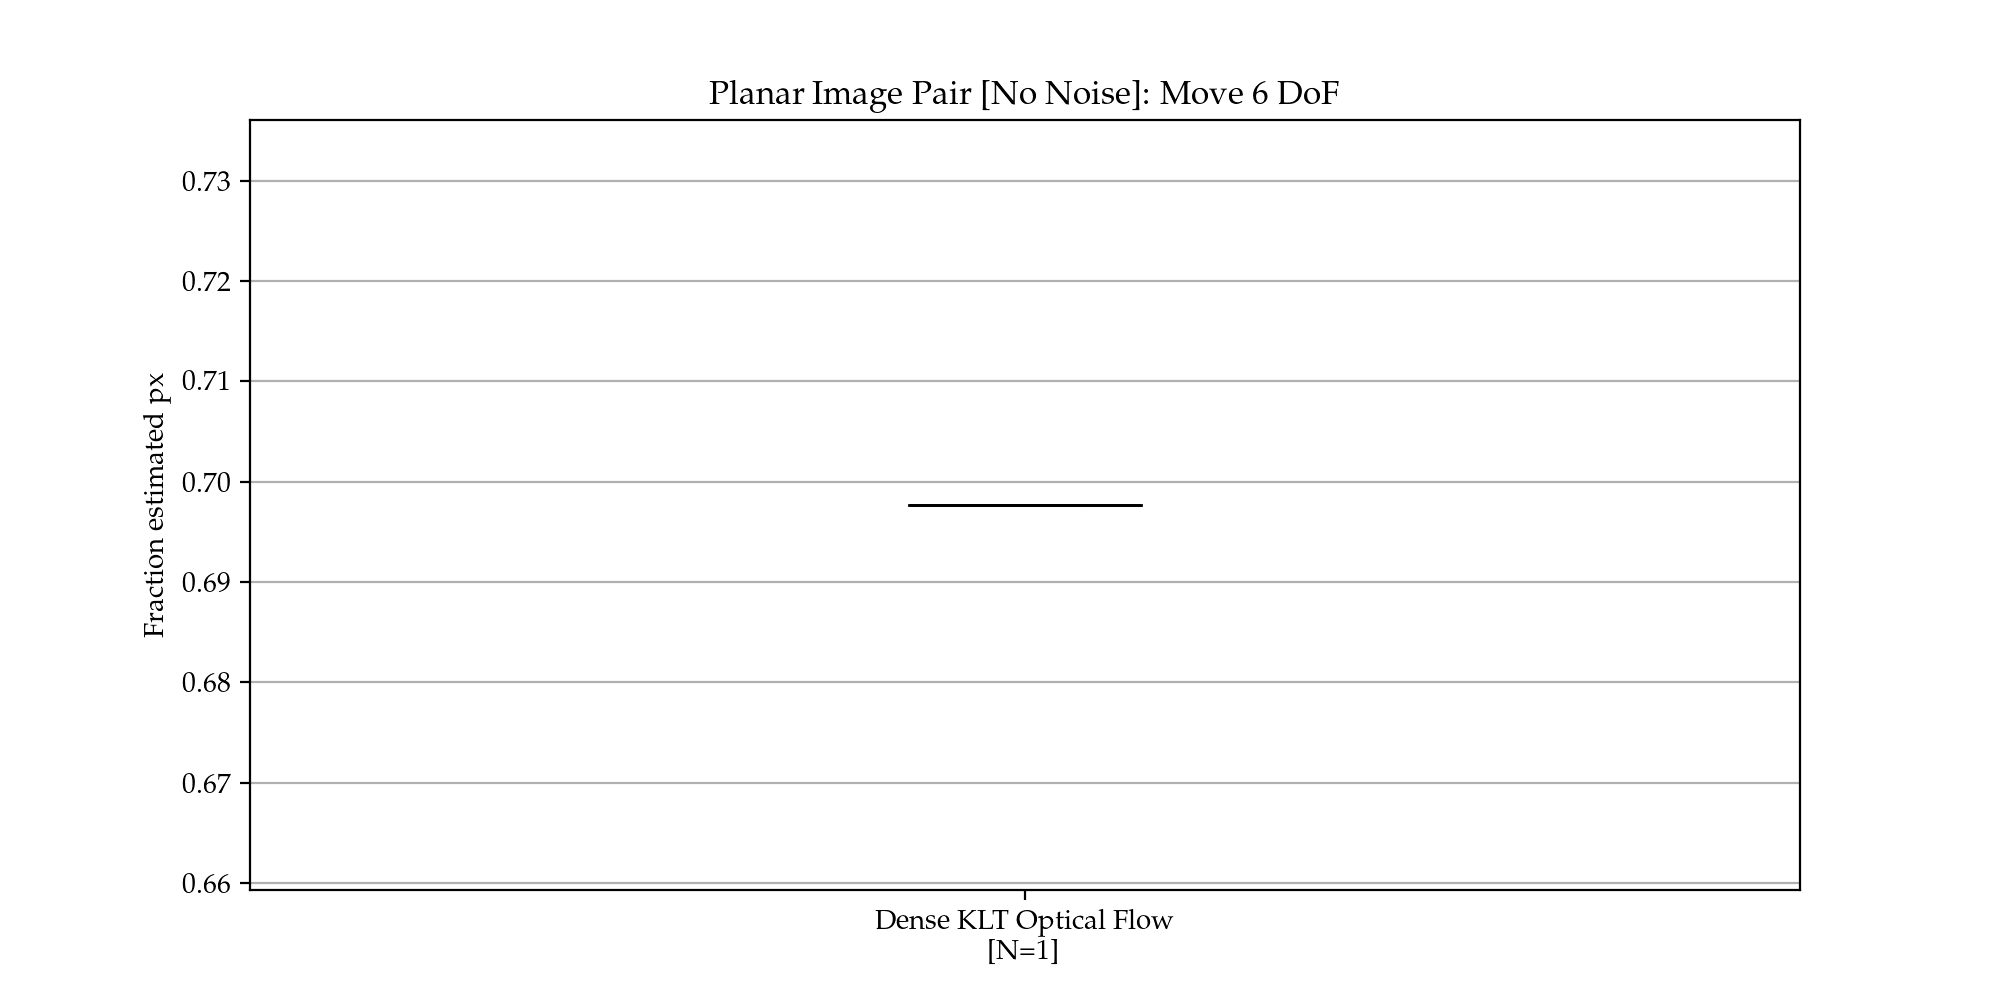 Planar Image Pair [No Noise]: Move 6 DoF
0.73
0.72
0.71
0.70
0.69
0.68
0.67
0.66
Fraction estimated px
Dense KLT Optical Flow
[N=1]